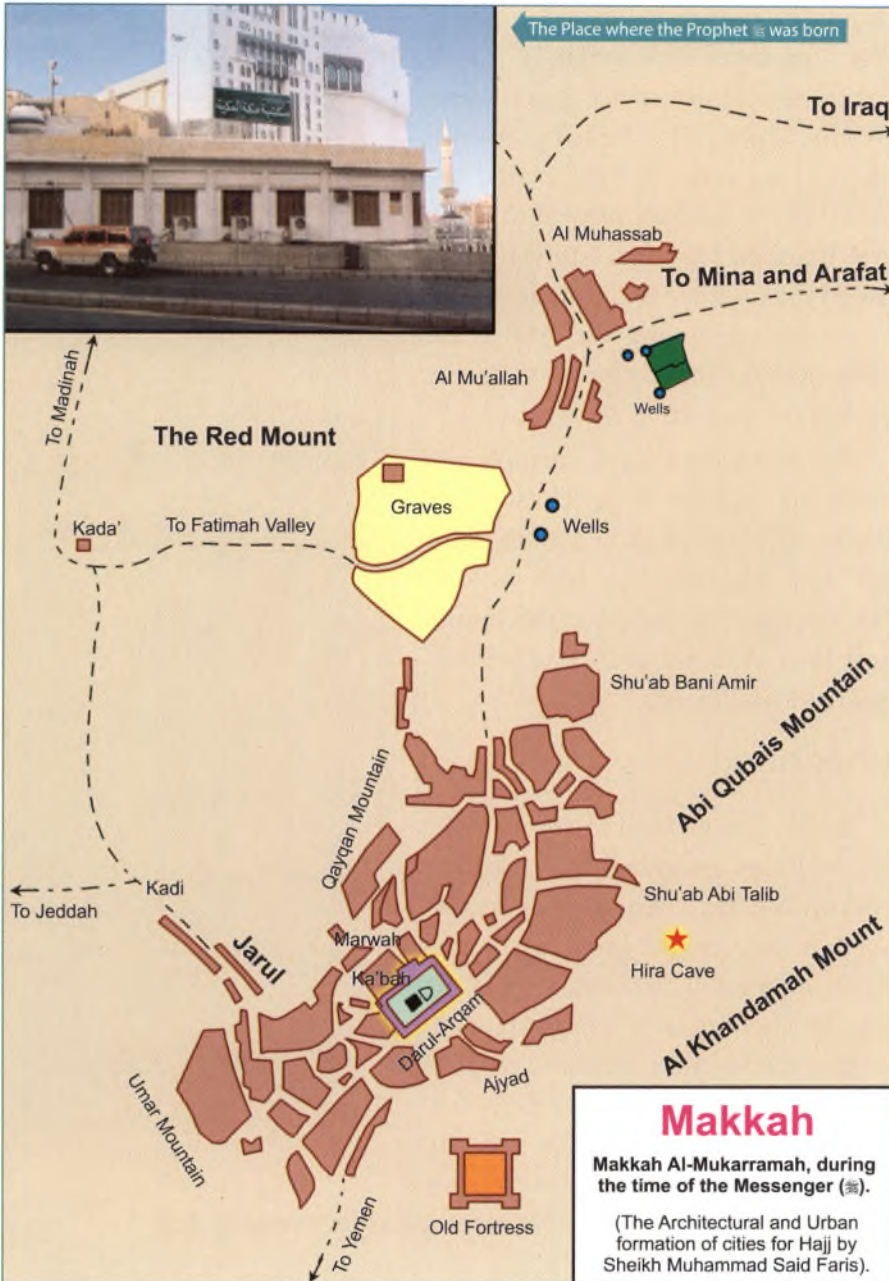 The Place where the Prophet ﷺ was born
مكتبة مكة المكرمة
To Iraq
Al Muhassab
To Mina and Arafat
Al Mu'allah
Wells
To Madinah
The Red Mount
Graves
Kada'
To Fatimah Valley
Wells
Shu'ab Bani Amir
Abi Qubais Mountain
Qayqan Mountain
Kadi
To Jeddah
Shu'ab Abi Talib
Jarul
Marwah
Ka'bah
Hira Cave
Darul-Arqam
Al Khandamah Mount
Ajyad
Umar Mountain
Old Fortress
To Yemen
Makkah
Makkah Al-Mukarramah, during
the time of the Messenger (ﷺ).
(The Architectural and Urban
formation of cities for Hajj by
Sheikh Muhammad Said Faris).